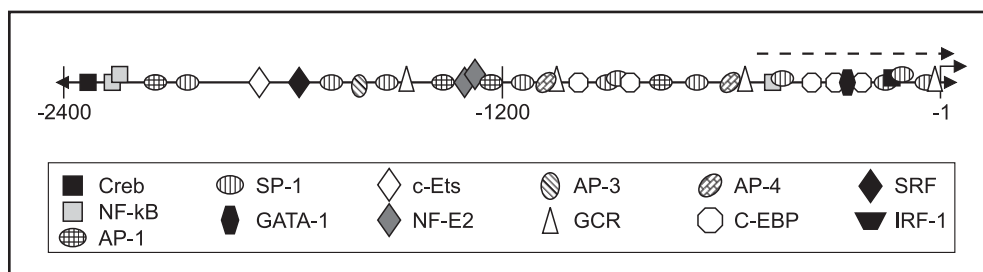 -2400 -1200 -1
Creb SP-1 c-Ets AP-3 AP-4 SRF
NF-kB GATA-1 NF-E2 GCR C-EBP IRF-1
AP-1